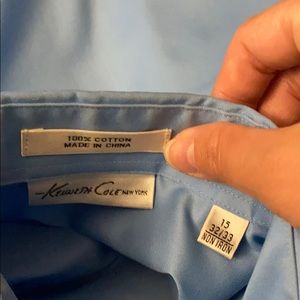 100% COTTON
MADE IN CHINA
Kenneth Cole NEW YORK
15
32/33
NON IRON